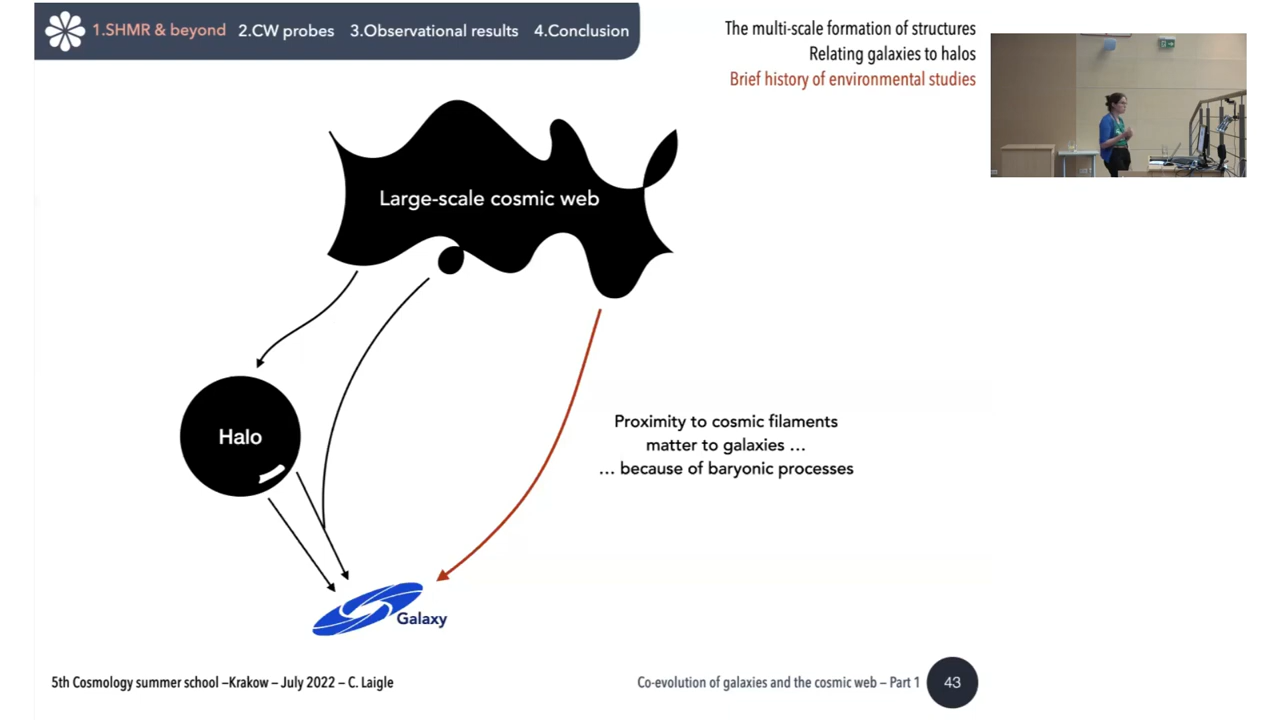 1.SHMR & beyond 2.CW probes 3.Observational results 4.Conclusion
The multi-scale formation of structures
Relating galaxies to halos
Brief history of environmental studies
Large-scale cosmic web
Halo
Proximity to cosmic filaments
matter to galaxies ...
... because of baryonic processes
Galaxy
5th Cosmology summer school –Krakow – July 2022 – C. Laigle
Co-evolution of galaxies and the cosmic web – Part 1
43